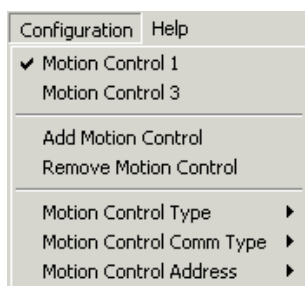 Configuration Help
Motion Control 1
Motion Control 3
Add Motion Control
Remove Motion Control
Motion Control Type
Motion Control Comm Type
Motion Control Address